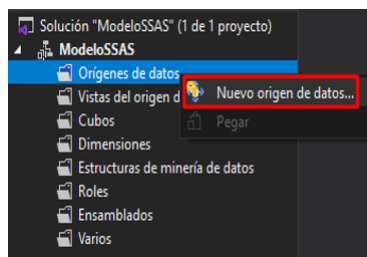 Solución "ModeloSSAS" (1 de 1 proyecto)
ModeloSSAS
Orígenes de datos
Nuevo origen de datos...
Vistas del origen d
Pegar
Cubos
Dimensiones
Estructuras de minería de datos
Roles
Ensamblados
Varios